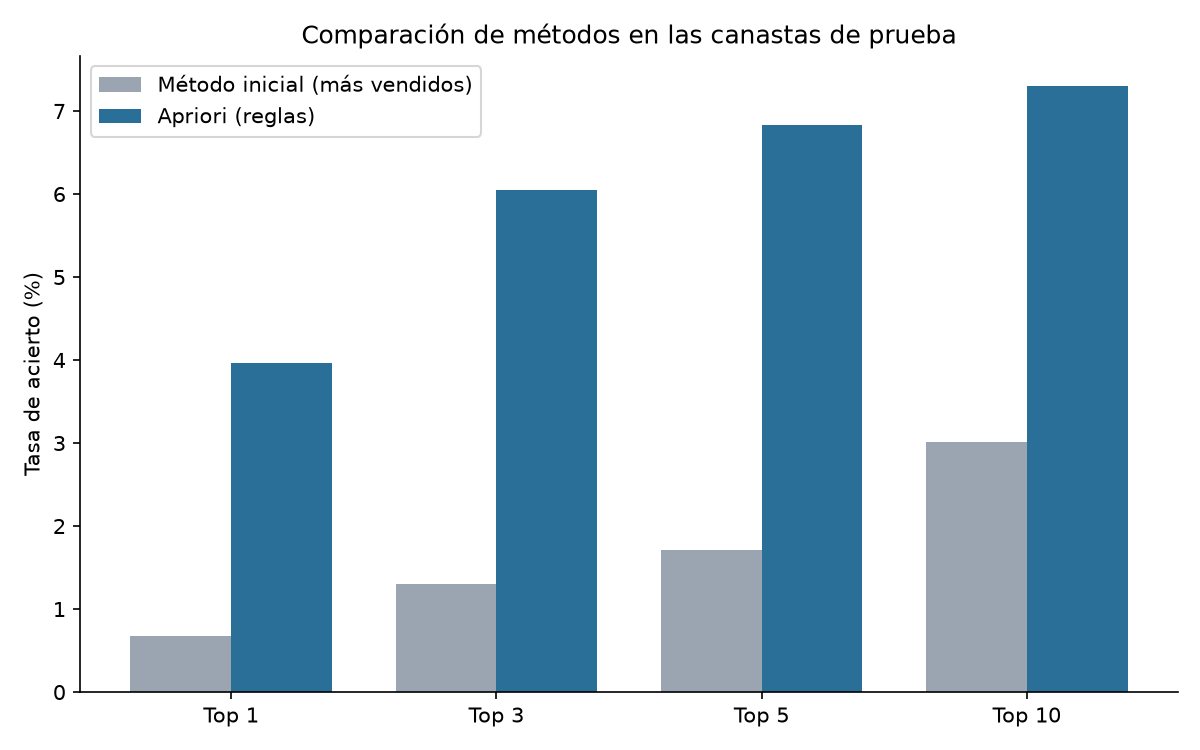 Comparación de métodos en las canastas de prueba
Método inicial (más vendidos)
Apriori (reglas)
Tasa de acierto (%)
7
6
5
4
3
2
1
0
Top 1
Top 3
Top 5
Top 10